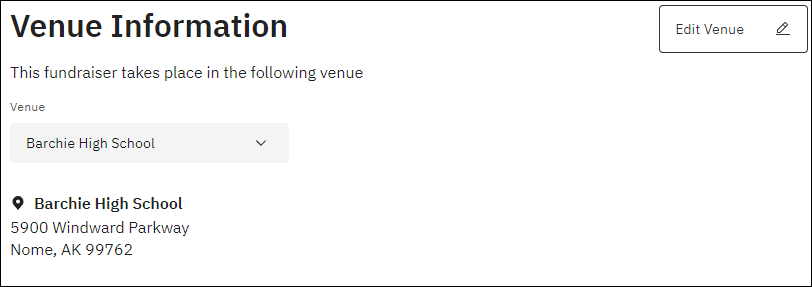 Venue Information
Edit Venue
This fundraiser takes place in the following venue
Venue
Barchie High School
Barchie High School
5900 Windward Parkway
Nome, AK 99762